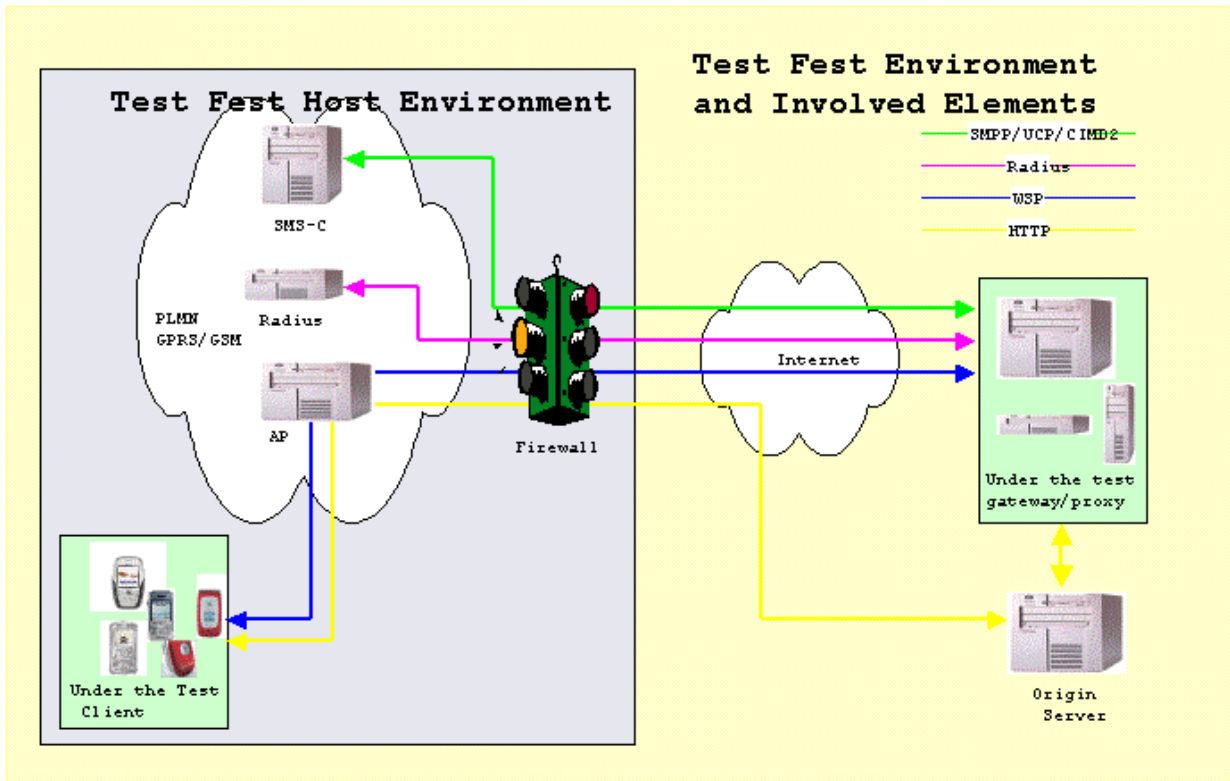 Test Fest Environment
and Involved Elements
Test Fest Host Environment
SMPP/UCP/CIMD2
Radius
WSP
HTTP
SMS-C
Radius
PLMN
GPRS/GSM
AP
Firewall
Internet
Under the test
gateway/proxy
Under the Test
Client
Origin
Server